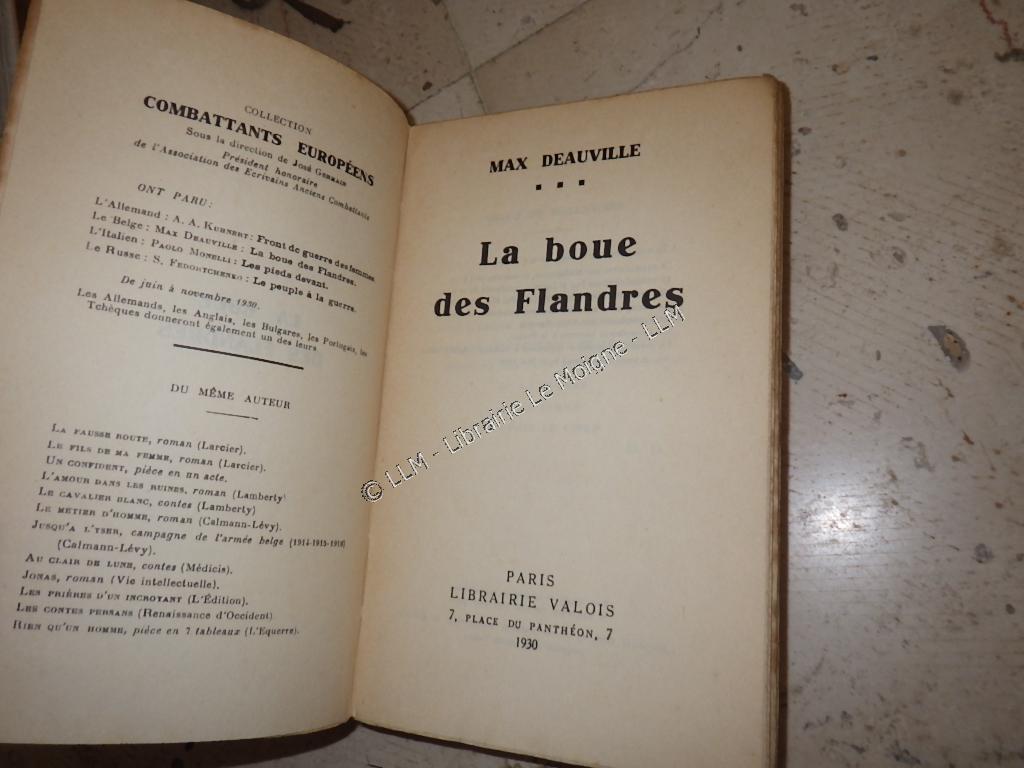 COLLECTION
COMBATTANTS EUROPÉENS
Sous la direction de José Germain
Président honoraire
de l'Association des Ecrivains Anciens Combattants
ONT PARU :
L'Allemand : A. A. Kuhnert : Front de guerre des femmes
Le Belge : Max Deauville : La boue des Flandres.
L'Italien : Paolo Monelli : Les pieds devant.
Le Russe : S. Fedortchenko : Le peuple à la guerre.
De juin à novembre 1930.
Les Allemands, les Anglais, les Bulgares, les Portugais, les
Tchèques donneront également un des leurs
DU MÊME AUTEUR
La fausse route, roman (Larcier).
Le fils de ma femme, roman (Larcier).
Un confident, pièce en un acte.
L'amour dans les ruines, roman (Lamberty)
Le cavalier blanc, contes (Lamberty)
Le métier d'homme, roman (Calmann-Lévy).
Jusqu'a l'Yser, campagne de l'armée belge (1914-1915-1916)
(Calmann-Lévy).
Au clair de lune, contes (Médicis).
Jonas, roman (Vie intellectuelle).
Les prières d'un incroyant (L'Édition).
Les contes persans (Renaissance d'Occident)
Rien qu'un homme, pièce en 7 tableaux (L'Equerre).
MAX DEAUVILLE
La boue
des Flandres
PARIS
LIBRAIRIE VALOIS
7, PLACE DU PANTHÉON, 7
1930
© LLM - Librairie Le Moigne - LLM